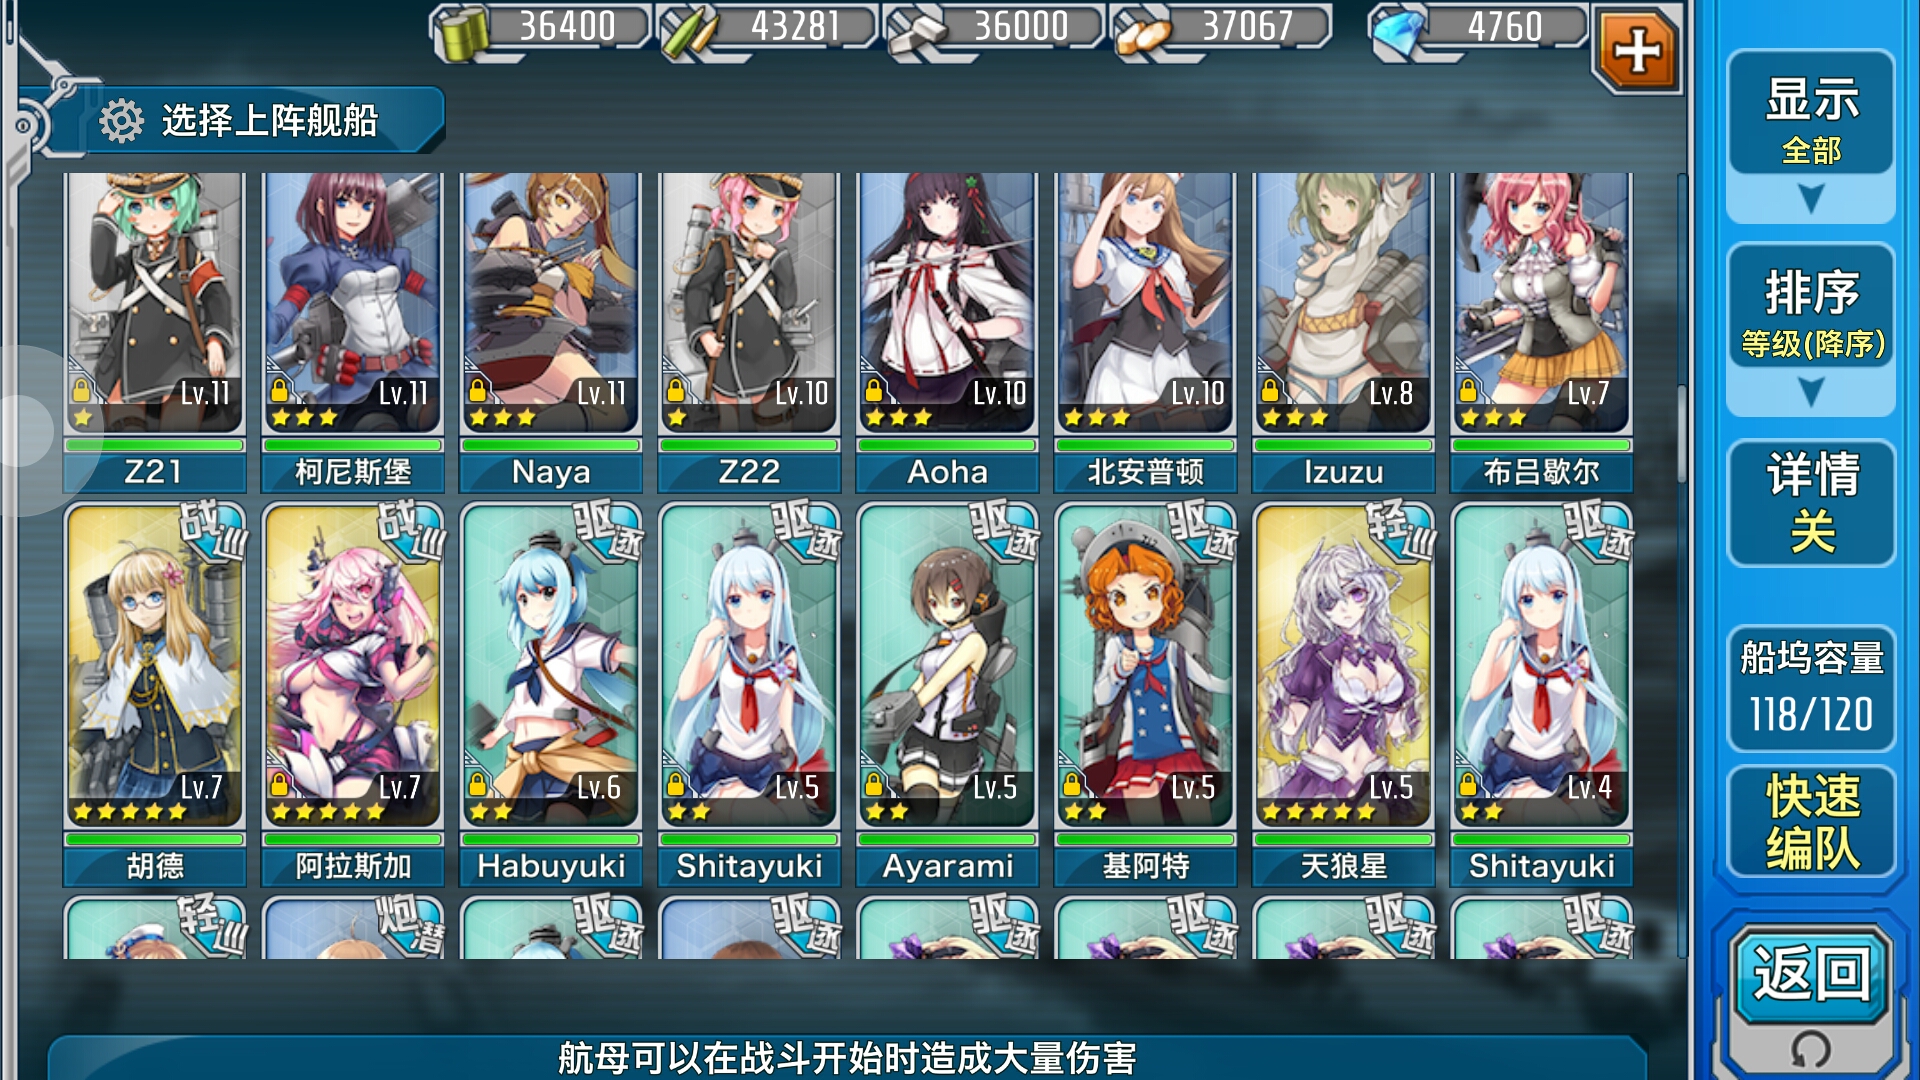 36400 43281 36000 37067 4760
选择上阵舰船
Lv.11 Lv.11 Lv.11 Lv.10 Lv.10 Lv.10 Lv.8 Lv.7
Z21 柯尼斯堡 Naya Z22 Aoha 北安普顿 Izuzu 布吕歇尔
战巡 战巡 驱逐 驱逐 驱逐 驱逐 轻巡 驱逐
Lv.7 Lv.7 Lv.6 Lv.5 Lv.5 Lv.5 Lv.5 Lv.4
胡德 阿拉斯加 Habuyuki Shitayuki Ayarami 基阿特 天狼星 Shitayuki
轻巡 炮潜 驱逐 驱逐 驱逐 驱逐 驱逐 驱逐
航母可以在战斗开始时造成大量伤害
显示
全部
排序
等级(降序)
详情
关
船坞容量
118/120
快速
编队
返回